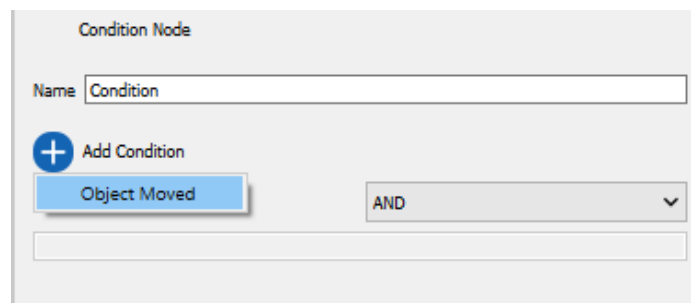 Condition Node
Name Condition
Add Condition
Object Moved AND